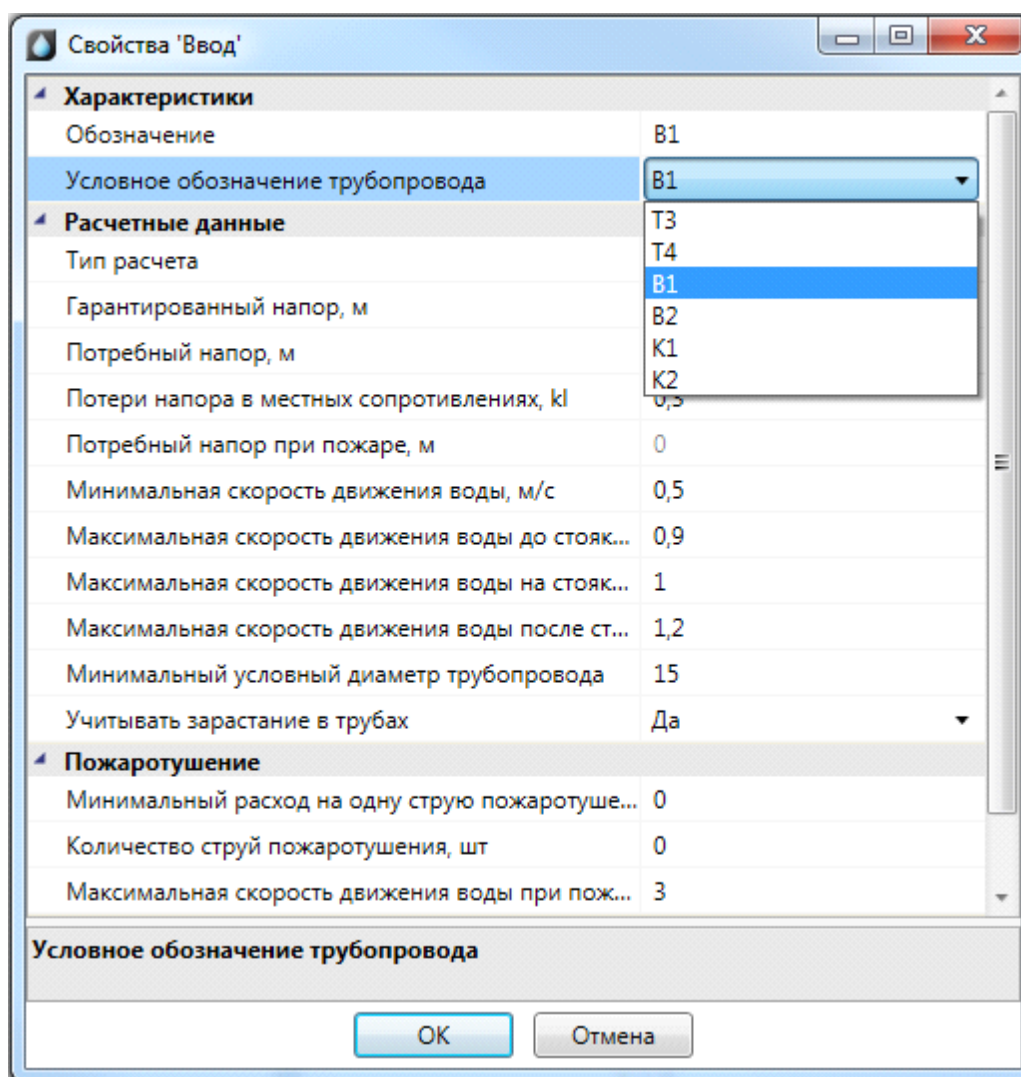 Свойства 'Ввод'
Характеристики
Обозначение В1
Условное обозначение трубопровода В1
Расчетные данные Т3
Т4
Тип расчета
В1
Гарантированный напор, м
В2
Потребный напор, м К1
К2
Потери напора в местных сопротивлениях, kl 0,3
Потребный напор при пожаре, м 0
Минимальная скорость движения воды, м/с 0,5
Максимальная скорость движения воды до стояк... 0,9
Максимальная скорость движения воды на стояк... 1
Максимальная скорость движения воды после ст... 1,2
Минимальный условный диаметр трубопровода 15
Учитывать зарастание в трубах Да
Пожаротушение
Минимальный расход на одну струю пожаротуше... 0
Количество струй пожаротушения, шт 0
Максимальная скорость движения воды при пож... 3
Условное обозначение трубопровода
ОК Отмена